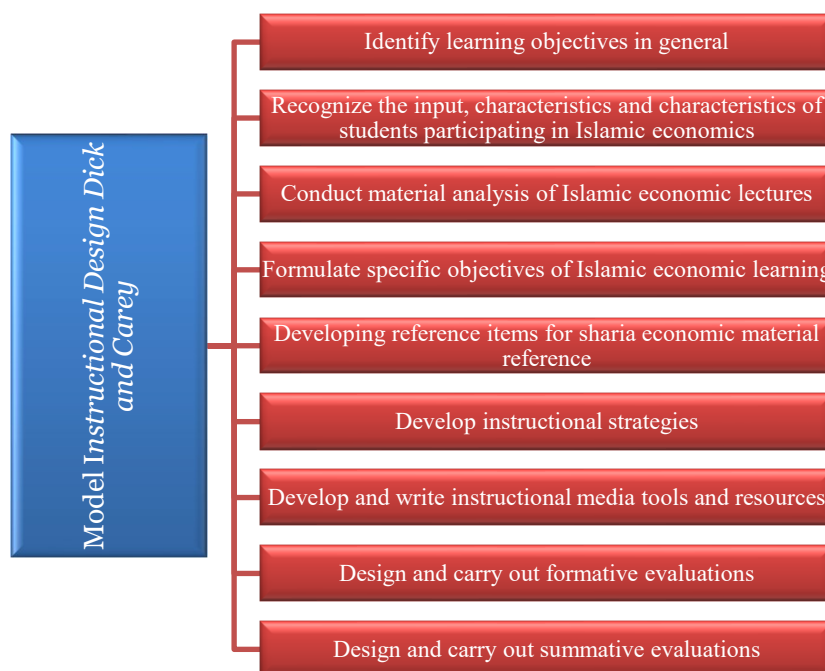 Model Instructional Design Dick
and Carey
Identify learning objectives in general
Recognize the input, characteristics and characteristics of
students participating in Islamic economics
Conduct material analysis of Islamic economic lectures
Formulate specific objectives of Islamic economic learning
Developing reference items for sharia economic material
reference
Develop instructional strategies
Develop and write instructional media tools and resources
Design and carry out formative evaluations
Design and carry out summative evaluations